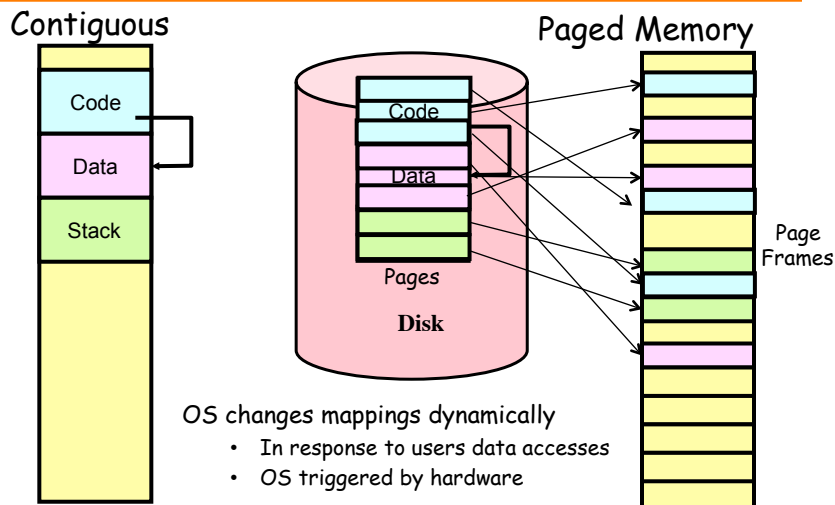 Contiguous
Paged Memory
Code
Data
Stack
Code
Data
Pages
Disk
Page
Frames
OS changes mappings dynamically
• In response to users data accesses
• OS triggered by hardware